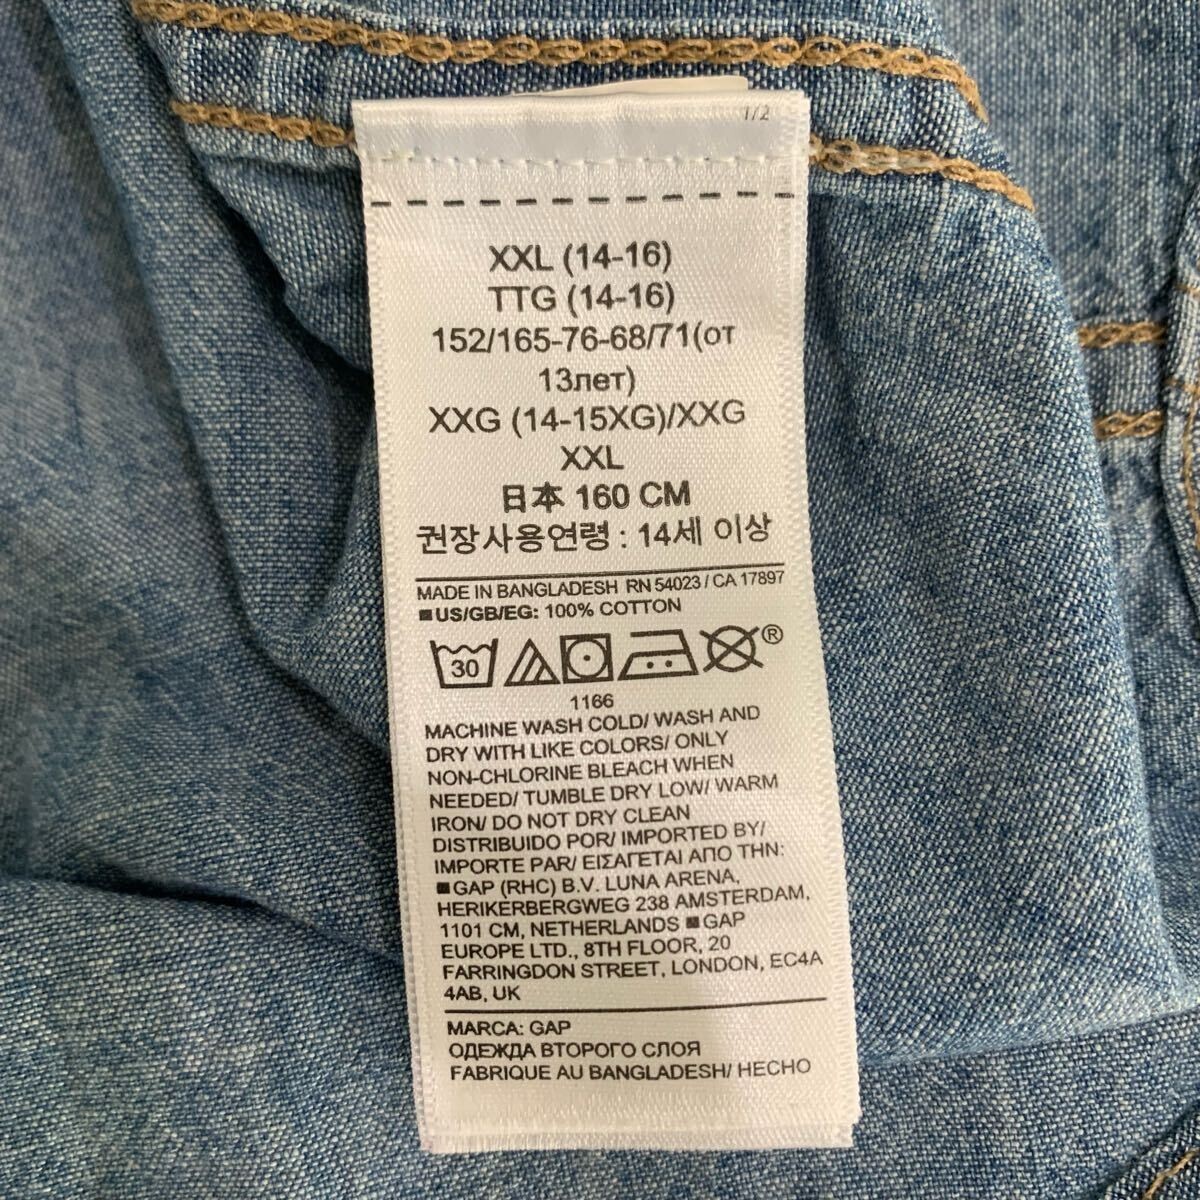 1/2
XXL (14-16)
TTG (14-16)
152/165-76-68/71(от
13лет)
XXG (14-15XG)/XXG
XXL
日本 160 CM
권장사용연령 : 14세 이상
MADE IN BANGLADESH RN 54023 / CA 17897
■US/GB/EG: 100% COTTON
30 ®
1166
MACHINE WASH COLD/ WASH AND
DRY WITH LIKE COLORS/ ONLY
NON-CHLORINE BLEACH WHEN
NEEDED/ TUMBLE DRY LOW/ WARM
IRON/ DO NOT DRY CLEAN
DISTRIBUIDO POR/ IMPORTED BY/
IMPORTE PAR/ ΕΙΣΑΓΕΤΑΙ ΑΠΟ ΤΗΝ:
■GAP (RHC) B.V. LUNA ARENA,
HERIKERBERGWEG 238 AMSTERDAM,
1101 CM, NETHERLANDS ■GAP
EUROPE LTD., 8TH FLOOR, 20
FARRINGDON STREET, LONDON, EC4A
4AB, UK
MARCA: GAP
ОДЕЖДА ВТОРОГО СЛОЯ
FABRIQUE AU BANGLADESH/ HECHO